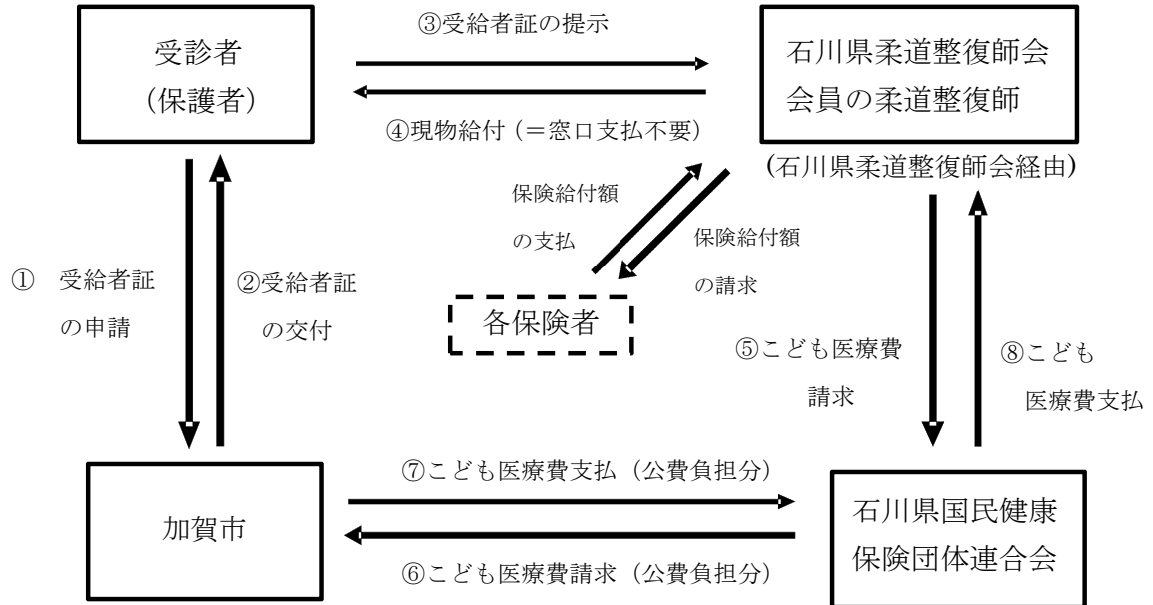 ③受給者証の提示
受診者
（保護者）
石川県柔道整復師会
会員の柔道整復師
④現物給付（＝窓口支払不要）
(石川県柔道整復師会経由)
保険給付額
の支払
保険給付額
の請求
①　受給者証
の申請
②受給者証
の交付
各保険者
⑤こども医療費
請求
⑧こども
医療費支払
⑦こども医療費支払（公費負担分）
加賀市
石川県国民健康
保険団体連合会
⑥こども医療費請求（公費負担分）